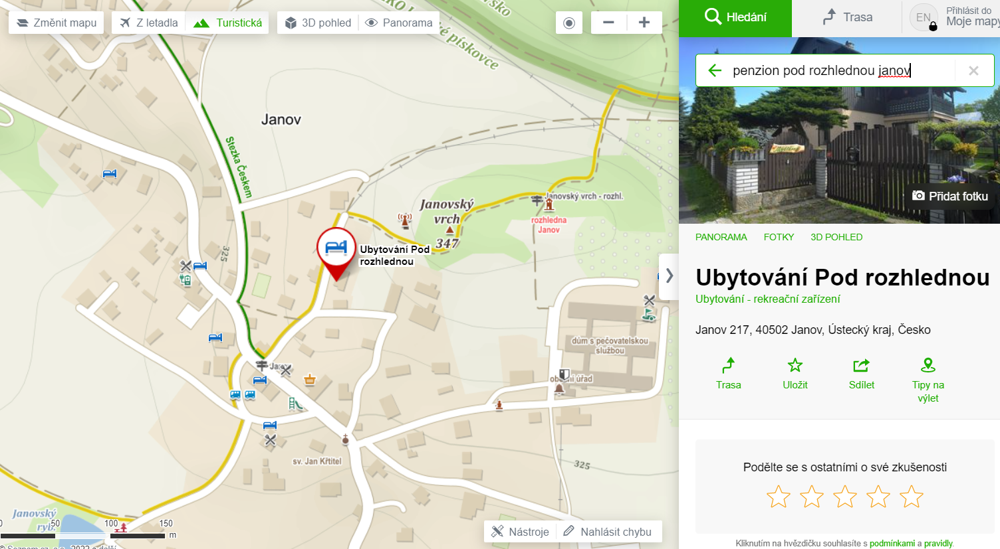 Změnit mapu
Z letadla
Turistická
3D pohled
Panorama
Hledání
Trasa
EN
Přihlásit do
Moje mapy
penzion pod rozhlednou janov
ké pískovce
Janov
Stezka Českem
Janovský
vrch
347
Janovský vrch - rozhl.
rozhledna
Janov
Ubytování Pod
rozhlednou
325
dům s pečovatelskou
službou
Janov
obecní úřad
sv. Jan Křtitel
325
Janovský
ryb.
0
50
100
150
m
© Seznam.cz, a.s., 2022 a další
Nástroje
Nahlásit chybu
Přidat fotku
PANORAMA
FOTKY
3D POHLED
Ubytování Pod rozhlednou
Ubytování - rekreační zařízení
Janov 217, 40502 Janov, Ústecký kraj, Česko
Trasa
Uložit
Sdílet
Tipy na
výlet
Podělte se s ostatními o své zkušenosti
Kliknutím na hvězdičku souhlasíte s podmínkami a pravidly.